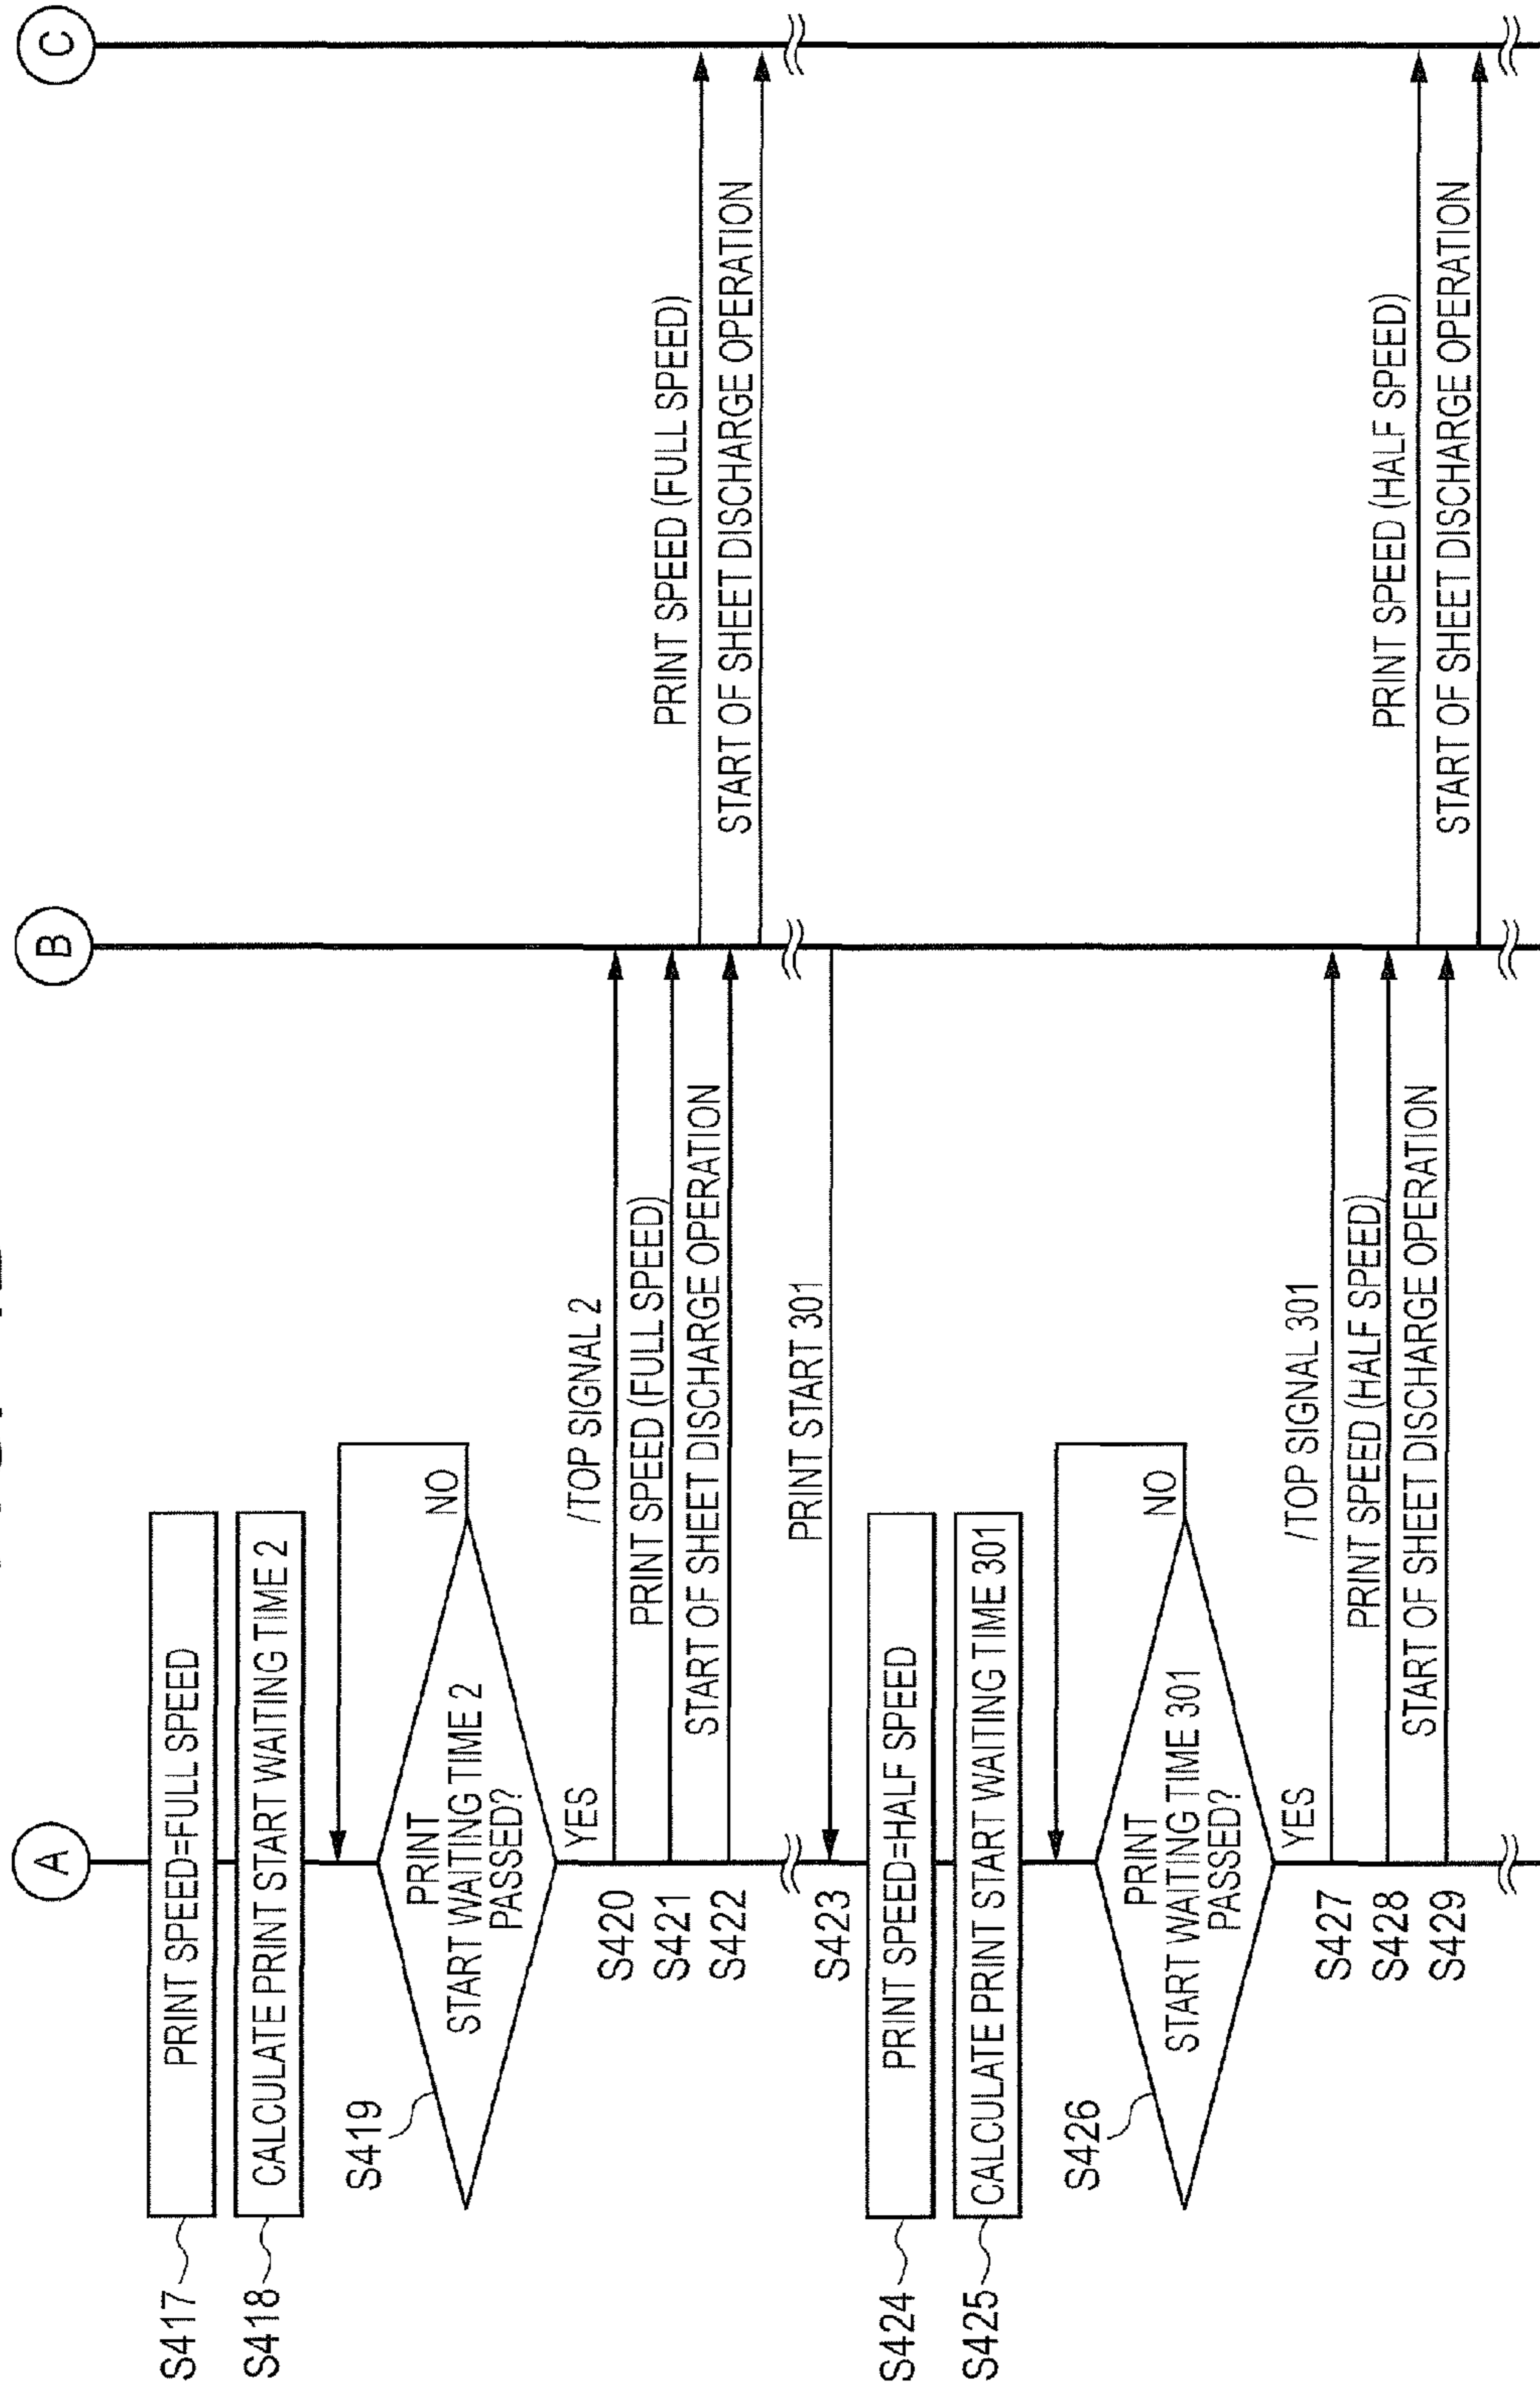 A
B
C
S417
PRINT SPEED=FULL SPEED
S418
CALCULATE PRINT START WAITING TIME 2
S419
PRINT
START WAITING TIME 2
PASSED?
NO
YES
S420
/TOP SIGNAL 2
S421
PRINT SPEED (FULL SPEED)
PRINT SPEED (FULL SPEED)
S422
START OF SHEET DISCHARGE OPERATION
START OF SHEET DISCHARGE OPERATION
S423
PRINT START 301
S424
PRINT SPEED=HALF SPEED
S425
CALCULATE PRINT START WAITING TIME 301
S426
PRINT
START WAITING TIME 301
PASSED?
NO
YES
S427
/TOP SIGNAL 301
S428
PRINT SPEED (HALF SPEED)
PRINT SPEED (HALF SPEED)
S429
START OF SHEET DISCHARGE OPERATION
START OF SHEET DISCHARGE OPERATION